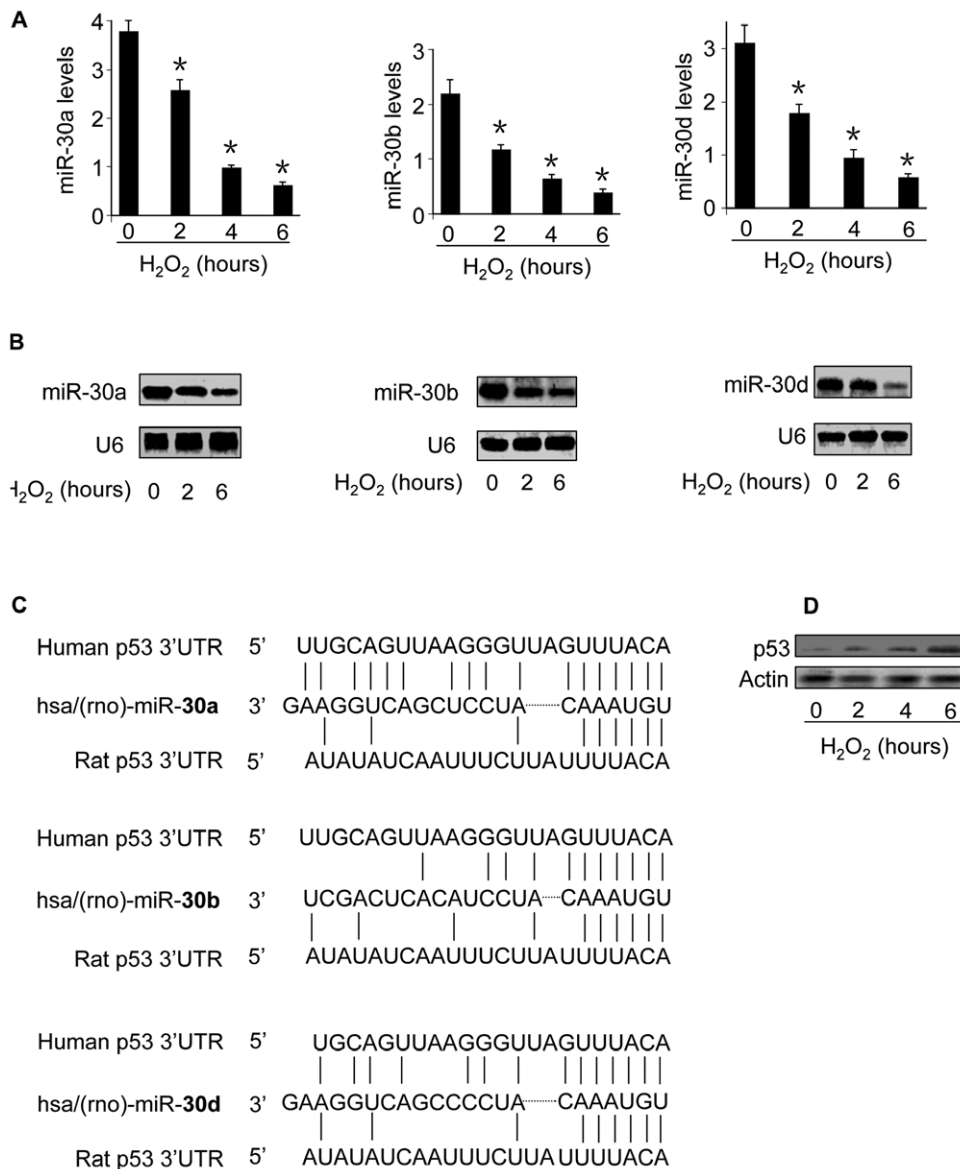 A
miR-30a levels
4
3
2
1
0
*
*
*
0 2 4 6
H₂O₂ (hours)
miR-30b levels
3
2
1
0
*
*
*
0 2 4 6
H₂O₂ (hours)
miR-30d levels
3
2
1
0
*
*
*
0 2 4 6
H₂O₂ (hours)
B
miR-30a
U6
H₂O₂ (hours) 0 2 6
miR-30b
U6
H₂O₂ (hours) 0 2 6
miR-30d
U6
H₂O₂ (hours) 0 2 6
C
Human p53 3’UTR 5’ UUGCAGUUAAGGGUUAGUUUACA
hsa/(rno)-miR-30a 3’ GAAGGUCAGCUCCUA CAAAUGU
Rat p53 3’UTR 5’ AUAUAUCAAUUUCUUAUUUUACA
Human p53 3’UTR 5’ UUGCAGUUAAGGGUUAGUUUACA
hsa/(rno)-miR-30b 3’ UCGACUCACAUCCUA CAAAUGU
Rat p53 3’UTR 5’ AUAUAUCAAUUUCUUAUUUUACA
Human p53 3’UTR 5’ UGCAGUUAAGGGUUAGUUUACA
hsa/(rno)-miR-30d 3’ GAAGGUCAGCCCCUA CAAAUGU
Rat p53 3’UTR 5’ AUAUAUCAAUUUCUUAUUUUACA
D
p53
Actin
0 2 4 6
H₂O₂ (hours)